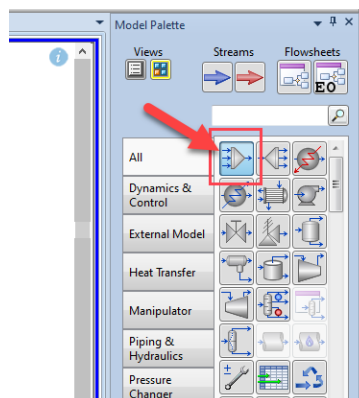 Model Palette
Views
Streams
Flowsheets
EO
All
Dynamics &
Control
External Model
Heat Transfer
Manipulator
Piping &
Hydraulics
Pressure
Changer